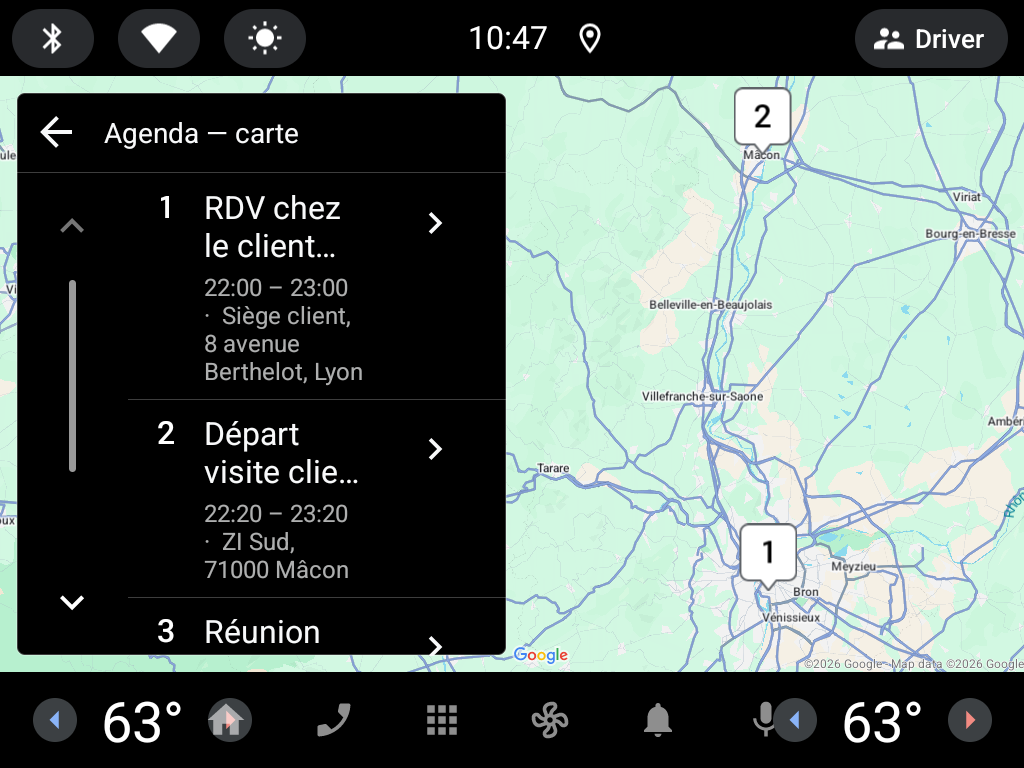 10:47
Driver
Agenda — carte
1
RDV chez
le client…
22:00 – 23:00
· Siège client,
8 avenue
Berthelot, Lyon
2
Départ
visite clie…
22:20 – 23:20
· ZI Sud,
71000 Mâcon
3
Réunion
2
Mâcon
Viriat
Bourg-en-Bresse
Belleville-en-Beaujolais
Villefranche-sur-Saone
Ambéri
Tarare
1
Meyzieu
Bron
Vénissieux
Google
©2026 Google - Map data ©2026 Google
63°
63°